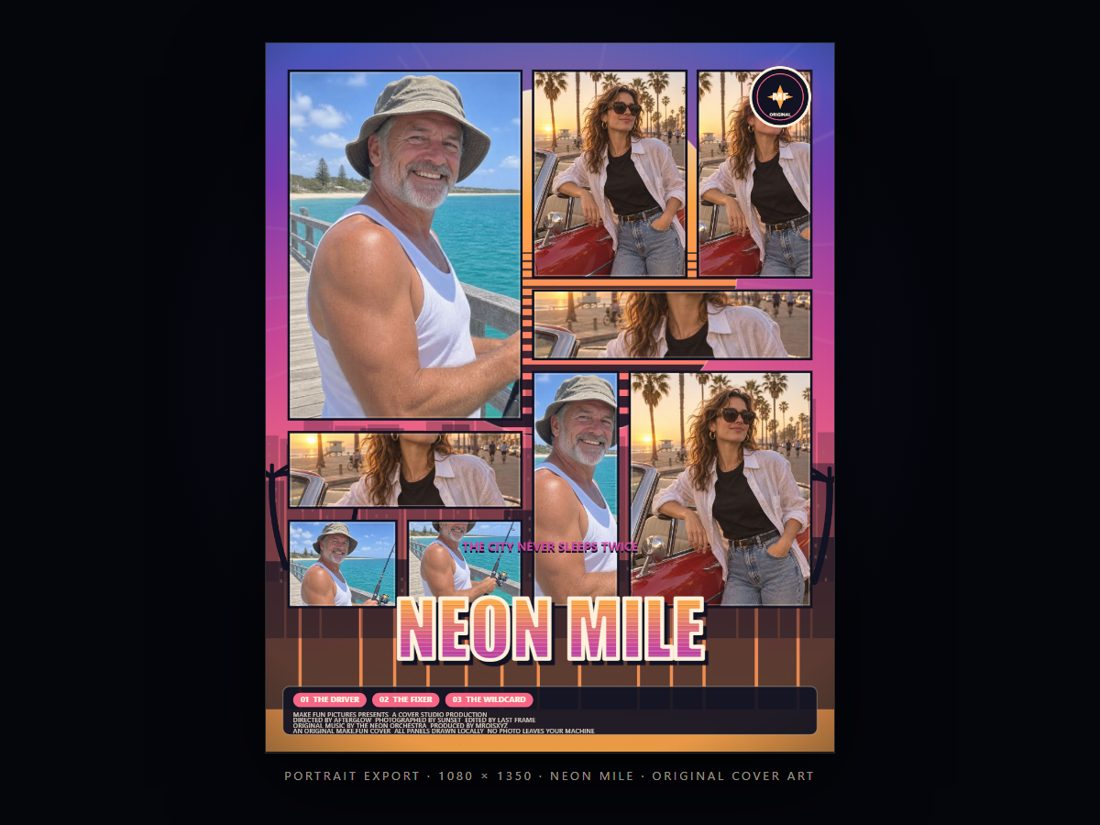 MF
ORIGINAL
THE CITY NEVER SLEEPS TWICE
NEON MILE
01 THE DRIVER 02 THE FIXER 03 THE WILDCARD
MAKE FUN PICTURES PRESENTS A COVER STUDIO PRODUCTION
DIRECTED BY AFTERGLOW PHOTOGRAPHED BY SUNSET EDITED BY LAST FRAME
ORIGINAL MUSIC BY THE NEON ORCHESTRA PRODUCED BY MROISXYZ
AN ORIGINAL MAKE.FUN COVER ALL PANELS DRAWN LOCALLY NO PHOTO LEAVES YOUR MACHINE
PORTRAIT EXPORT · 1080 × 1350 · NEON MILE · ORIGINAL COVER ART